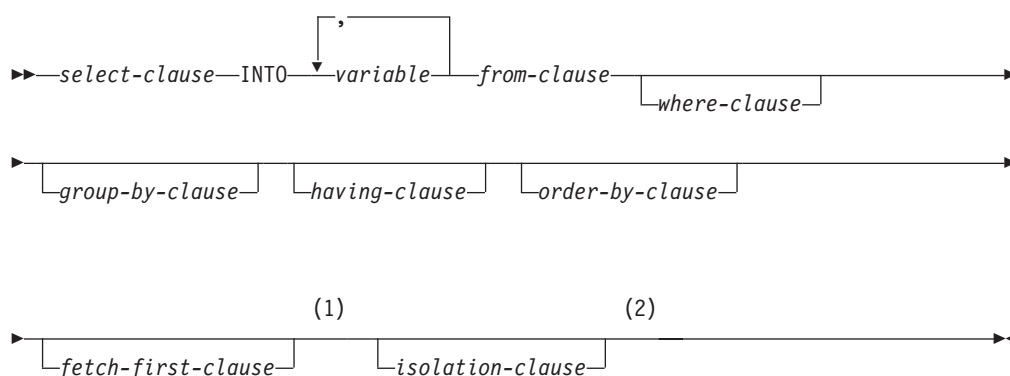 ,
select-clause INTO variable from-clause
where-clause
group-by-clause having-clause order-by-clause
(1) (2)
fetch-first-clause isolation-clause